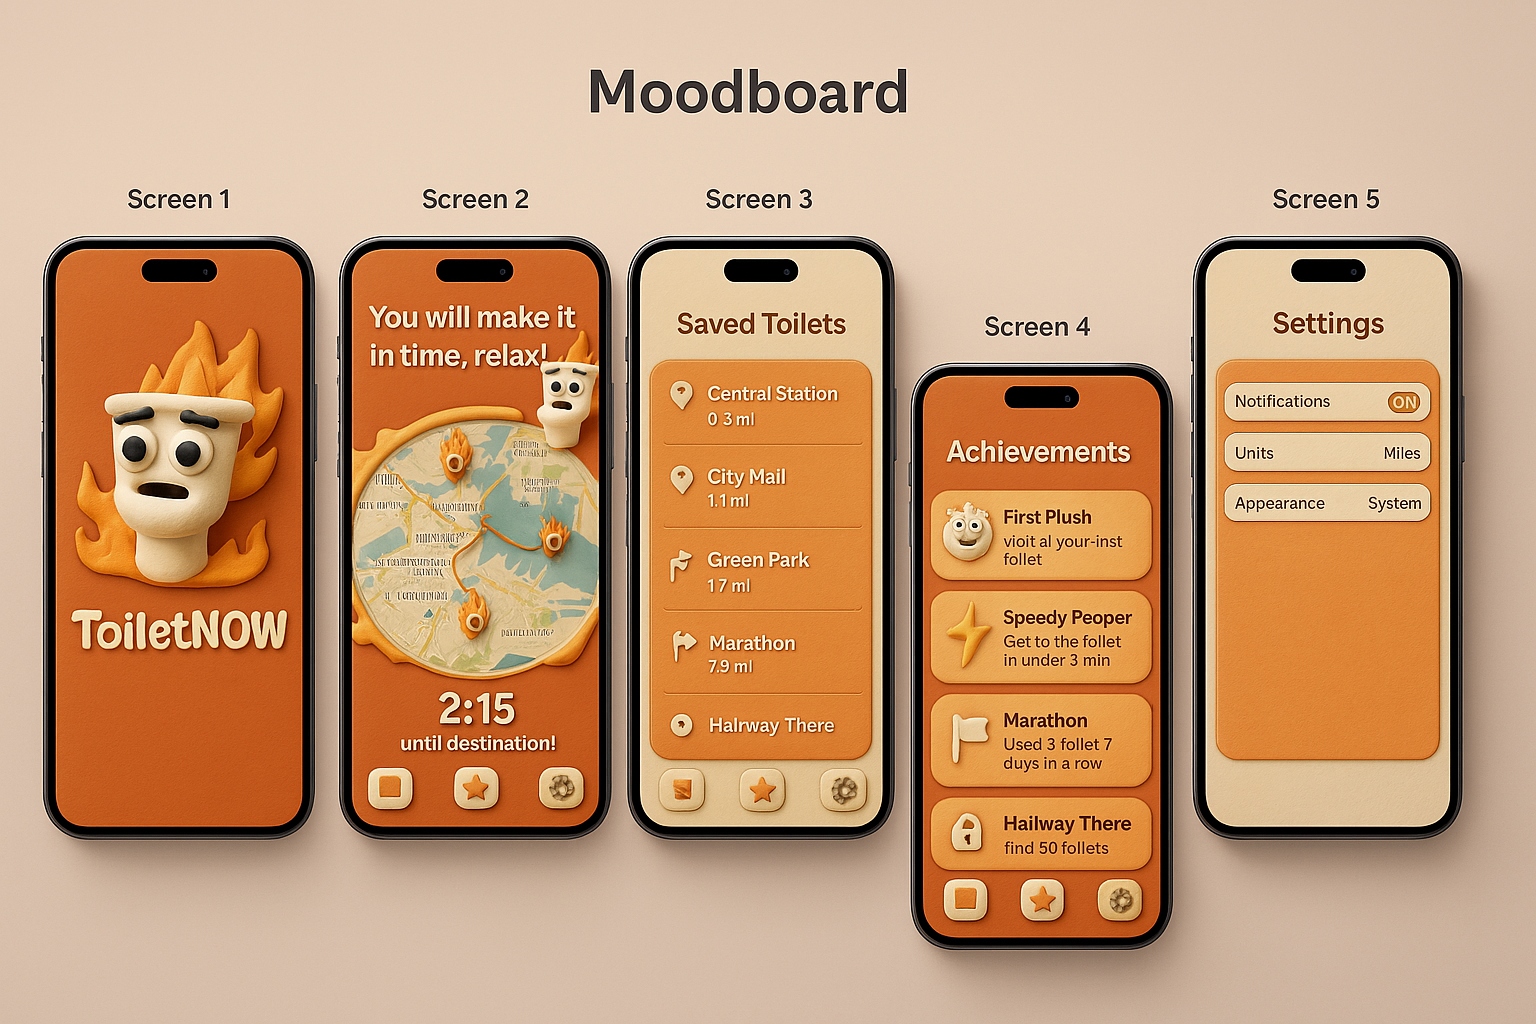 Moodboard
Screen 1
ToiletNOW
Screen 2
You will make it
in time, relax!
2:15
until destination!
Screen 3
Saved Toilets
Central Station
0 3 ml
City Mail
1.1 ml
Green Park
17 ml
Marathon
7.9 ml
Halrway There
Screen 4
Achievements
First Plush
vioit al your-inst
follet
Speedy Peoper
Get to the follet
in under 3 min
Marathon
Used 3 follet 7
duys in a row
Hailway There
find 50 follets
Screen 5
Settings
Notifications ON
Units Miles
Appearance System